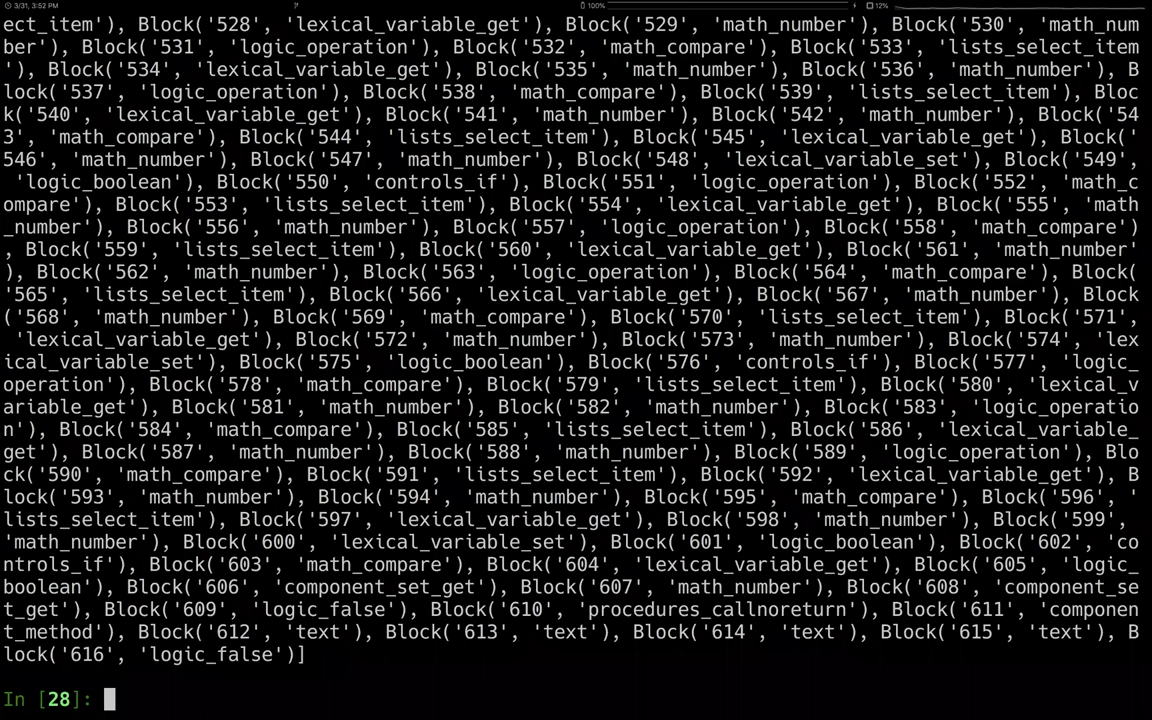 3/31, 3:52 PM 100% 12%
ect_item'), Block('528', 'lexical_variable_get'), Block('529', 'math_number'), Block('530', 'math_num
ber'), Block('531', 'logic_operation'), Block('532', 'math_compare'), Block('533', 'lists_select_item
'), Block('534', 'lexical_variable_get'), Block('535', 'math_number'), Block('536', 'math_number'), B
lock('537', 'logic_operation'), Block('538', 'math_compare'), Block('539', 'lists_select_item'), Bloc
k('540', 'lexical_variable_get'), Block('541', 'math_number'), Block('542', 'math_number'), Block('54
3', 'math_compare'), Block('544', 'lists_select_item'), Block('545', 'lexical_variable_get'), Block('
546', 'math_number'), Block('547', 'math_number'), Block('548', 'lexical_variable_set'), Block('549',
 'logic_boolean'), Block('550', 'controls_if'), Block('551', 'logic_operation'), Block('552', 'math_c
ompare'), Block('553', 'lists_select_item'), Block('554', 'lexical_variable_get'), Block('555', 'math
_number'), Block('556', 'math_number'), Block('557', 'logic_operation'), Block('558', 'math_compare')
, Block('559', 'lists_select_item'), Block('560', 'lexical_variable_get'), Block('561', 'math_number'
), Block('562', 'math_number'), Block('563', 'logic_operation'), Block('564', 'math_compare'), Block(
'565', 'lists_select_item'), Block('566', 'lexical_variable_get'), Block('567', 'math_number'), Block
('568', 'math_number'), Block('569', 'math_compare'), Block('570', 'lists_select_item'), Block('571',
 'lexical_variable_get'), Block('572', 'math_number'), Block('573', 'math_number'), Block('574', 'lex
ical_variable_set'), Block('575', 'logic_boolean'), Block('576', 'controls_if'), Block('577', 'logic_
operation'), Block('578', 'math_compare'), Block('579', 'lists_select_item'), Block('580', 'lexical_v
ariable_get'), Block('581', 'math_number'), Block('582', 'math_number'), Block('583', 'logic_operatio
n'), Block('584', 'math_compare'), Block('585', 'lists_select_item'), Block('586', 'lexical_variable_
get'), Block('587', 'math_number'), Block('588', 'math_number'), Block('589', 'logic_operation'), Blo
ck('590', 'math_compare'), Block('591', 'lists_select_item'), Block('592', 'lexical_variable_get'), B
lock('593', 'math_number'), Block('594', 'math_number'), Block('595', 'math_compare'), Block('596', '
lists_select_item'), Block('597', 'lexical_variable_get'), Block('598', 'math_number'), Block('599',
'math_number'), Block('600', 'lexical_variable_set'), Block('601', 'logic_boolean'), Block('602', 'co
ntrols_if'), Block('603', 'math_compare'), Block('604', 'lexical_variable_get'), Block('605', 'logic_
boolean'), Block('606', 'component_set_get'), Block('607', 'math_number'), Block('608', 'component_se
t_get'), Block('609', 'logic_false'), Block('610', 'procedures_callnoreturn'), Block('611', 'componen
t_method'), Block('612', 'text'), Block('613', 'text'), Block('614', 'text'), Block('615', 'text'), B
lock('616', 'logic_false')]
In [28]: